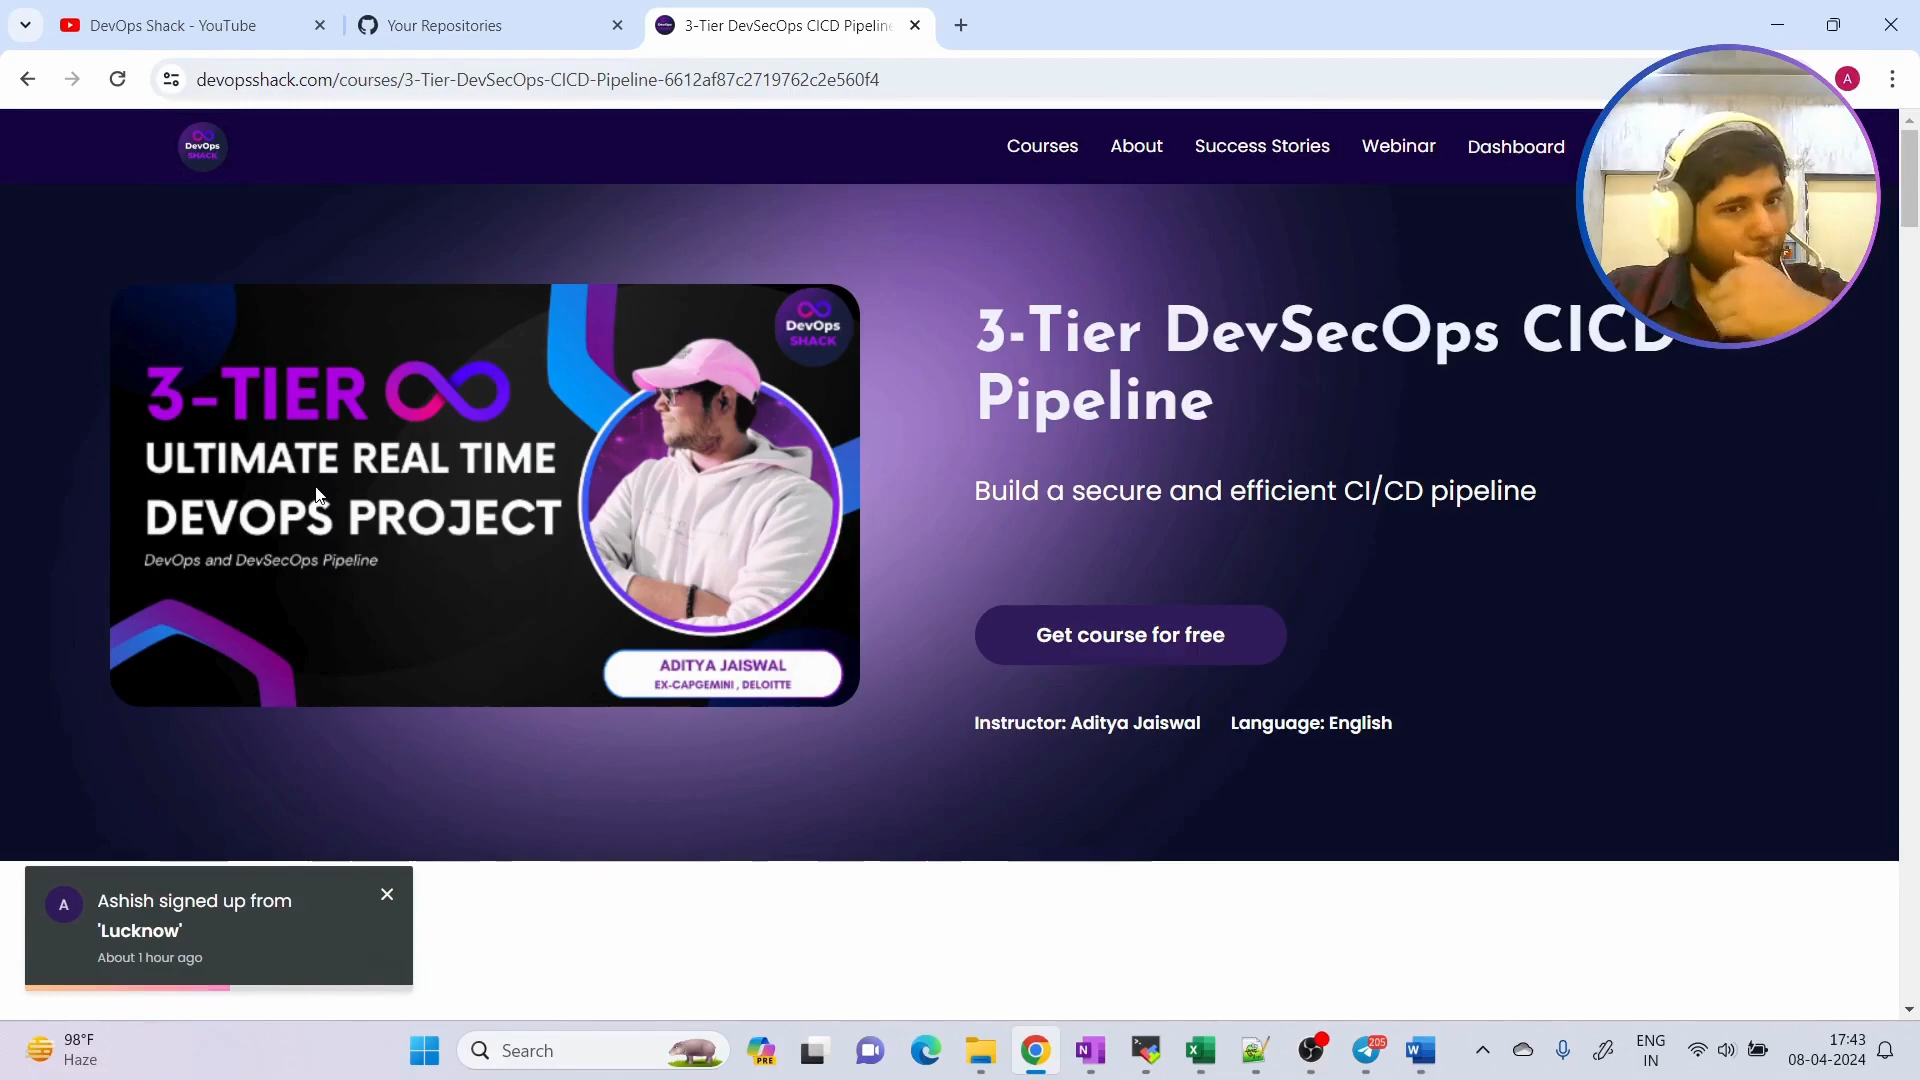 DevOps Shack - YouTube
Your Repositories
3-Tier DevSecOps CICD Pipeline
devopsshack.com/courses/3-Tier-DevSecOps-CICD-Pipeline-6612af87c2719762c2e560f4
A
DevOps
SHACK
Courses
About
Success Stories
Webinar
Dashboard
DevOps
SHACK
3-TIER
ULTIMATE REAL TIME
DEVOPS PROJECT
DevOps and DevSecOps Pipeline
ADITYA JAISWAL
EX-CAPGEMINI , DELOITTE
3-Tier DevSecOps CICD
Pipeline
Build a secure and efficient CI/CD pipeline
Get course for free
Instructor: Aditya Jaiswal
Language: English
A
Ashish signed up from
'Lucknow'
About 1 hour ago
98°F
Haze
Search
PRE
N
X
205
W
ENG
IN
17:43
08-04-2024